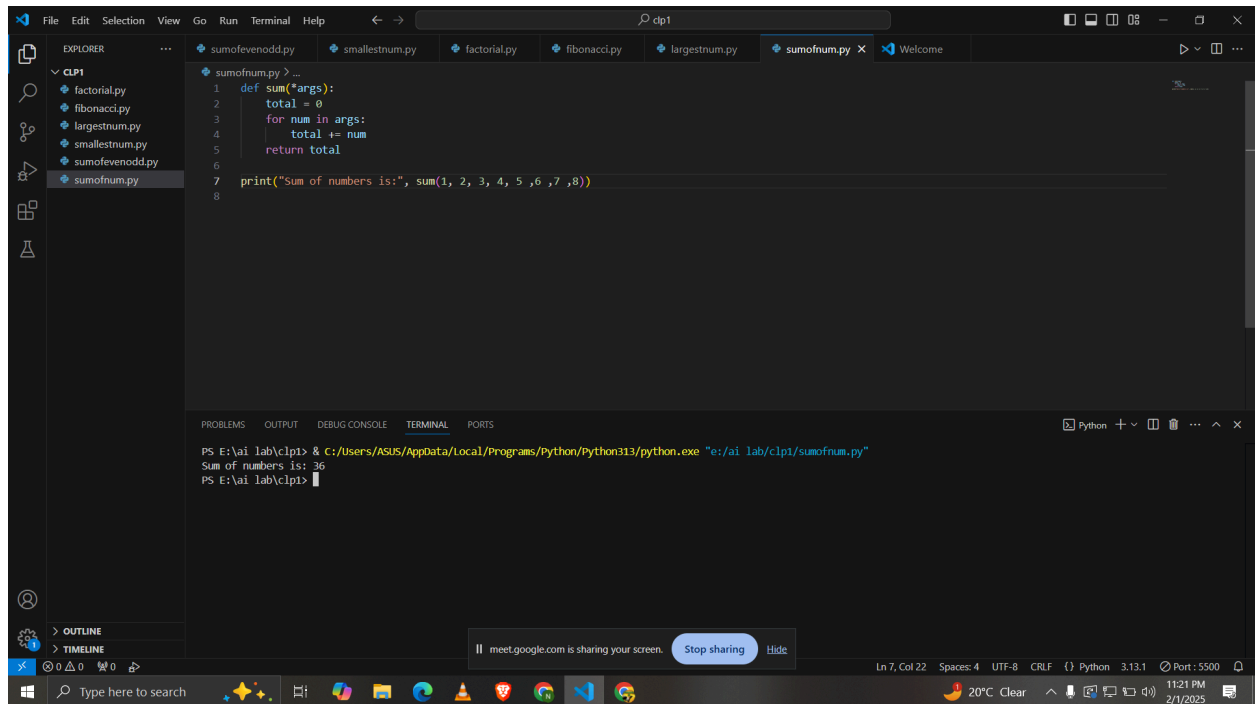 File Edit Selection View Go Run Terminal Help
clp1
EXPLORER
CLP1
factorial.py
fibonacci.py
largestnum.py
smallestnum.py
sumofevenodd.py
sumofnum.py
OUTLINE
TIMELINE
sumofevenodd.py smallestnum.py factorial.py fibonacci.py largestnum.py sumofnum.py Welcome
sumofnum.py > ...
1 def sum(*args):
2 total = 0
3 for num in args:
4 total += num
5 return total
6
7 print("Sum of numbers is:", sum(1, 2, 3, 4, 5 ,6 ,7 ,8))
8
PROBLEMS OUTPUT DEBUG CONSOLE TERMINAL PORTS
Python
PS E:\ai lab\clp1> & C:/Users/ASUS/AppData/Local/Programs/Python/Python313/python.exe "e:/ai lab/clp1/sumofnum.py"
Sum of numbers is: 36
PS E:\ai lab\clp1>
meet.google.com is sharing your screen. Stop sharing Hide
1
0 0 0 Ln 7, Col 22 Spaces: 4 UTF-8 CRLF {} Python 3.13.1 Port : 5500
Type here to search
20°C Clear
11:21 PM
2/1/2025